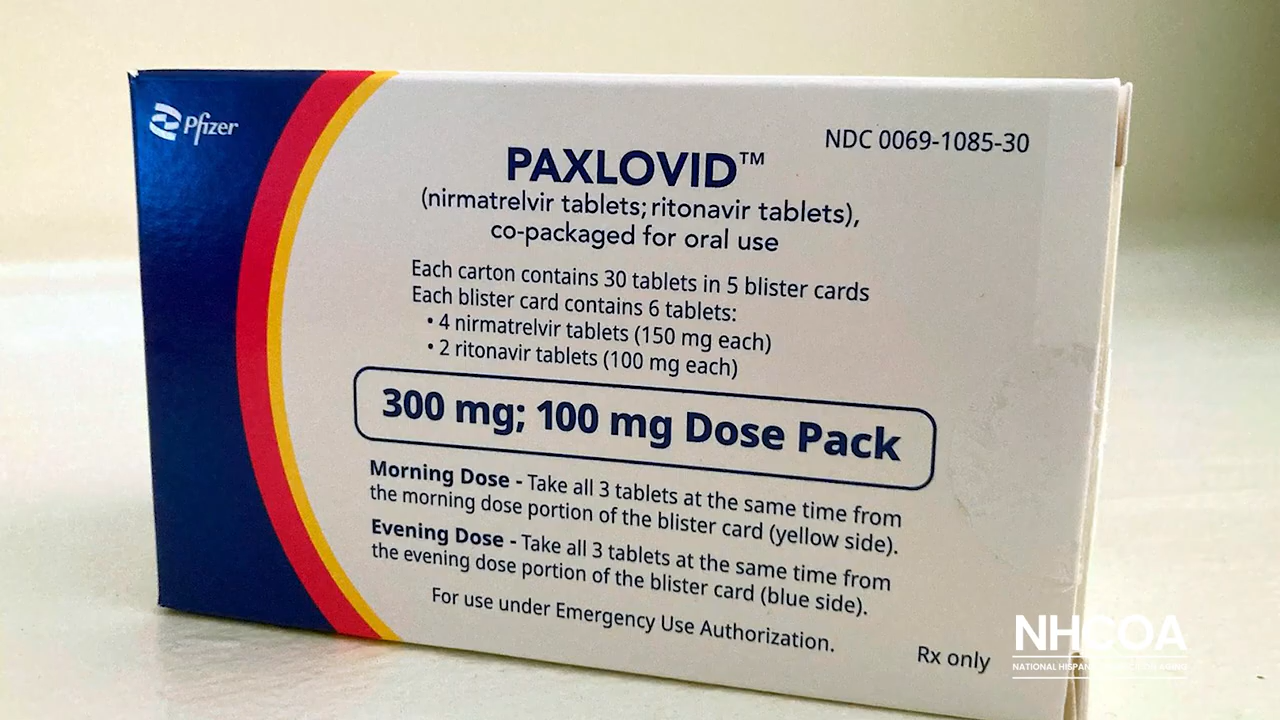 Pfizer
NDC 0069-1085-30
PAXLOVID™
(nirmatrelvir tablets; ritonavir tablets),
co-packaged for oral use
Each carton contains 30 tablets in 5 blister cards
Each blister card contains 6 tablets:
• 4 nirmatrelvir tablets (150 mg each)
• 2 ritonavir tablets (100 mg each)
300 mg; 100 mg Dose Pack
Morning Dose - Take all 3 tablets at the same time from
the morning dose portion of the blister card (yellow side).
Evening Dose - Take all 3 tablets at the same time from
the evening dose portion of the blister card (blue side).
For use under Emergency Use Authorization.
Rx only
NHCOA
NATIONAL AGING